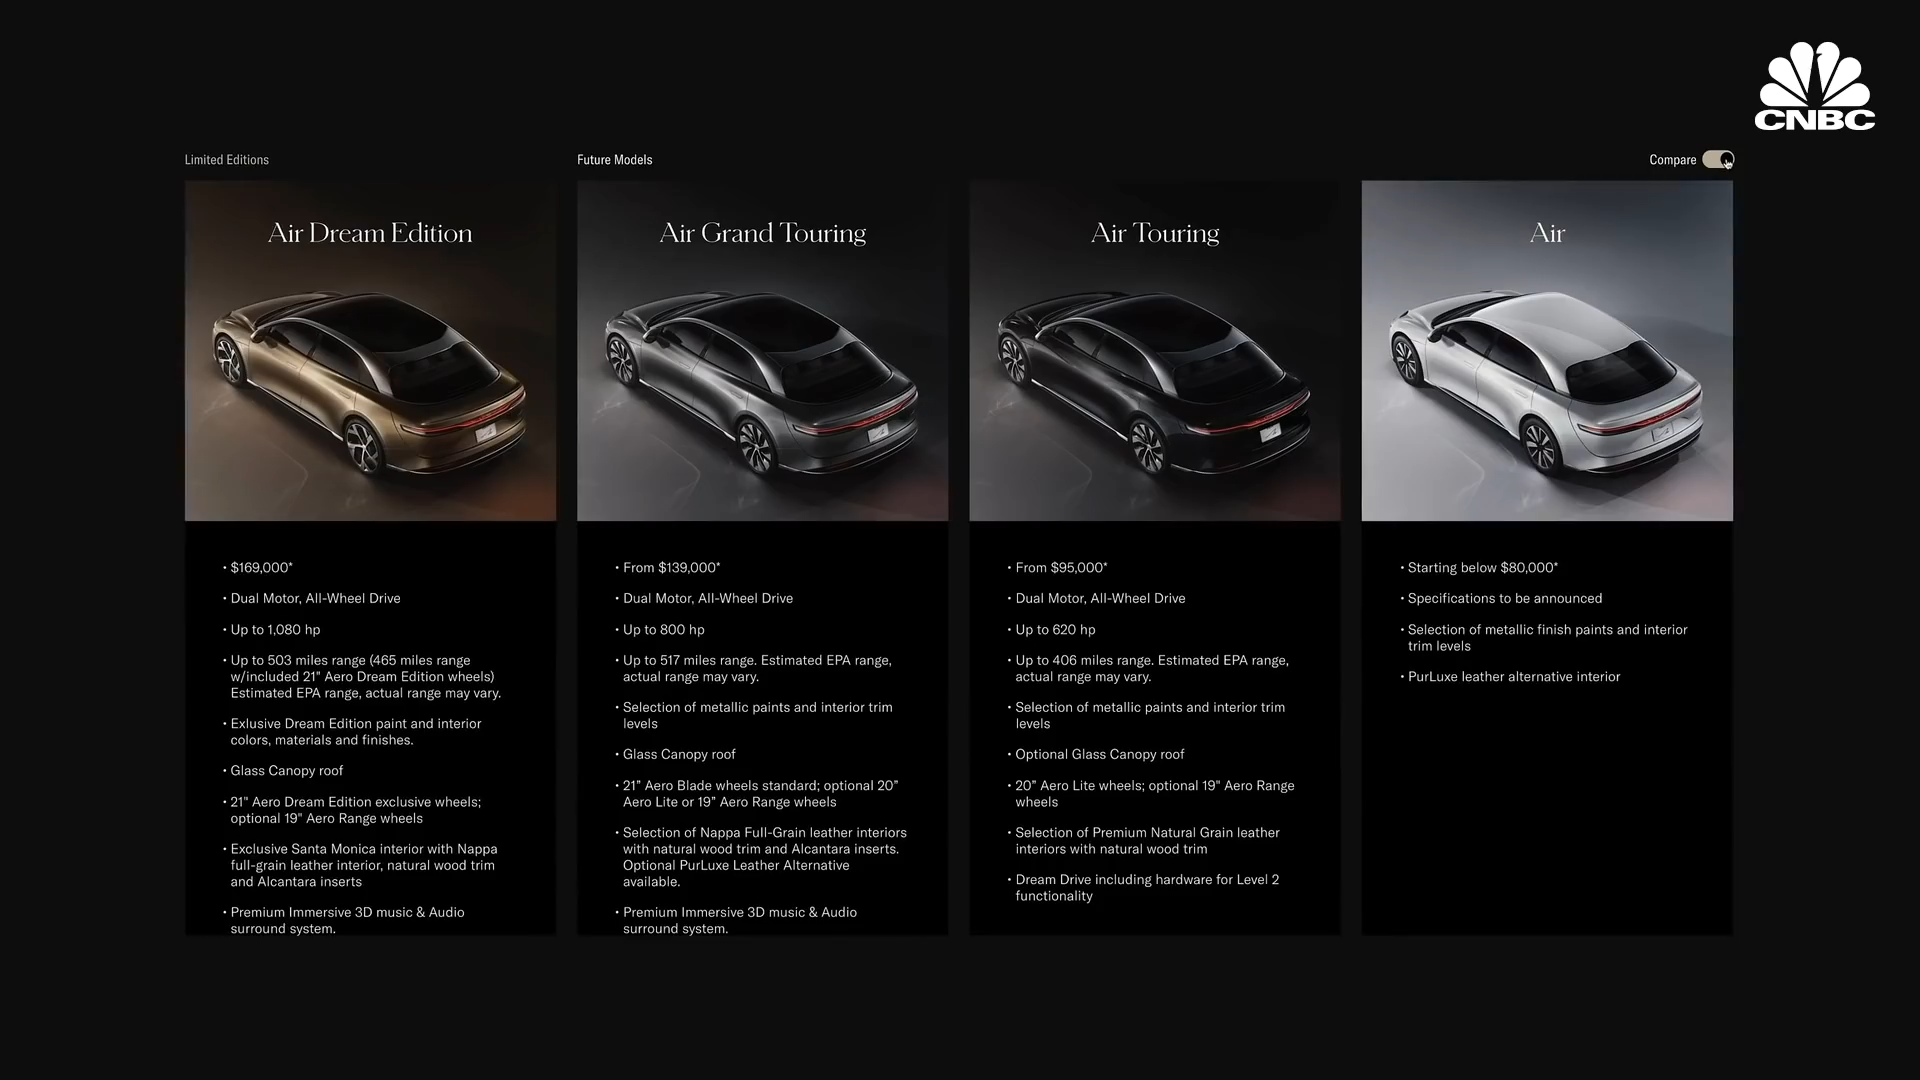 CNBC
Limited Editions
Future Models
Compare
Air Dream Edition
• $169,000*
• Dual Motor, All-Wheel Drive
• Up to 1,080 hp
• Up to 503 miles range (465 miles range
w/included 21" Aero Dream Edition wheels)
Estimated EPA range, actual range may vary.
• Exlusive Dream Edition paint and interior
colors, materials and finishes.
• Glass Canopy roof
• 21" Aero Dream Edition exclusive wheels;
optional 19" Aero Range wheels
• Exclusive Santa Monica interior with Nappa
full-grain leather interior, natural wood trim
and Alcantara inserts
• Premium Immersive 3D music & Audio
surround system.
Air Grand Touring
• From $139,000*
• Dual Motor, All-Wheel Drive
• Up to 800 hp
• Up to 517 miles range. Estimated EPA range,
actual range may vary.
• Selection of metallic paints and interior trim
levels
• Glass Canopy roof
• 21” Aero Blade wheels standard; optional 20”
Aero Lite or 19” Aero Range wheels
• Selection of Nappa Full-Grain leather interiors
with natural wood trim and Alcantara inserts.
Optional PurLuxe Leather Alternative
available.
• Premium Immersive 3D music & Audio
surround system.
Air Touring
• From $95,000*
• Dual Motor, All-Wheel Drive
• Up to 620 hp
• Up to 406 miles range. Estimated EPA range,
actual range may vary.
• Selection of metallic paints and interior trim
levels
• Optional Glass Canopy roof
• 20” Aero Lite wheels; optional 19" Aero Range
wheels
• Selection of Premium Natural Grain leather
interiors with natural wood trim
• Dream Drive including hardware for Level 2
functionality
Air
• Starting below $80,000*
• Specifications to be announced
• Selection of metallic finish paints and interior
trim levels
• PurLuxe leather alternative interior